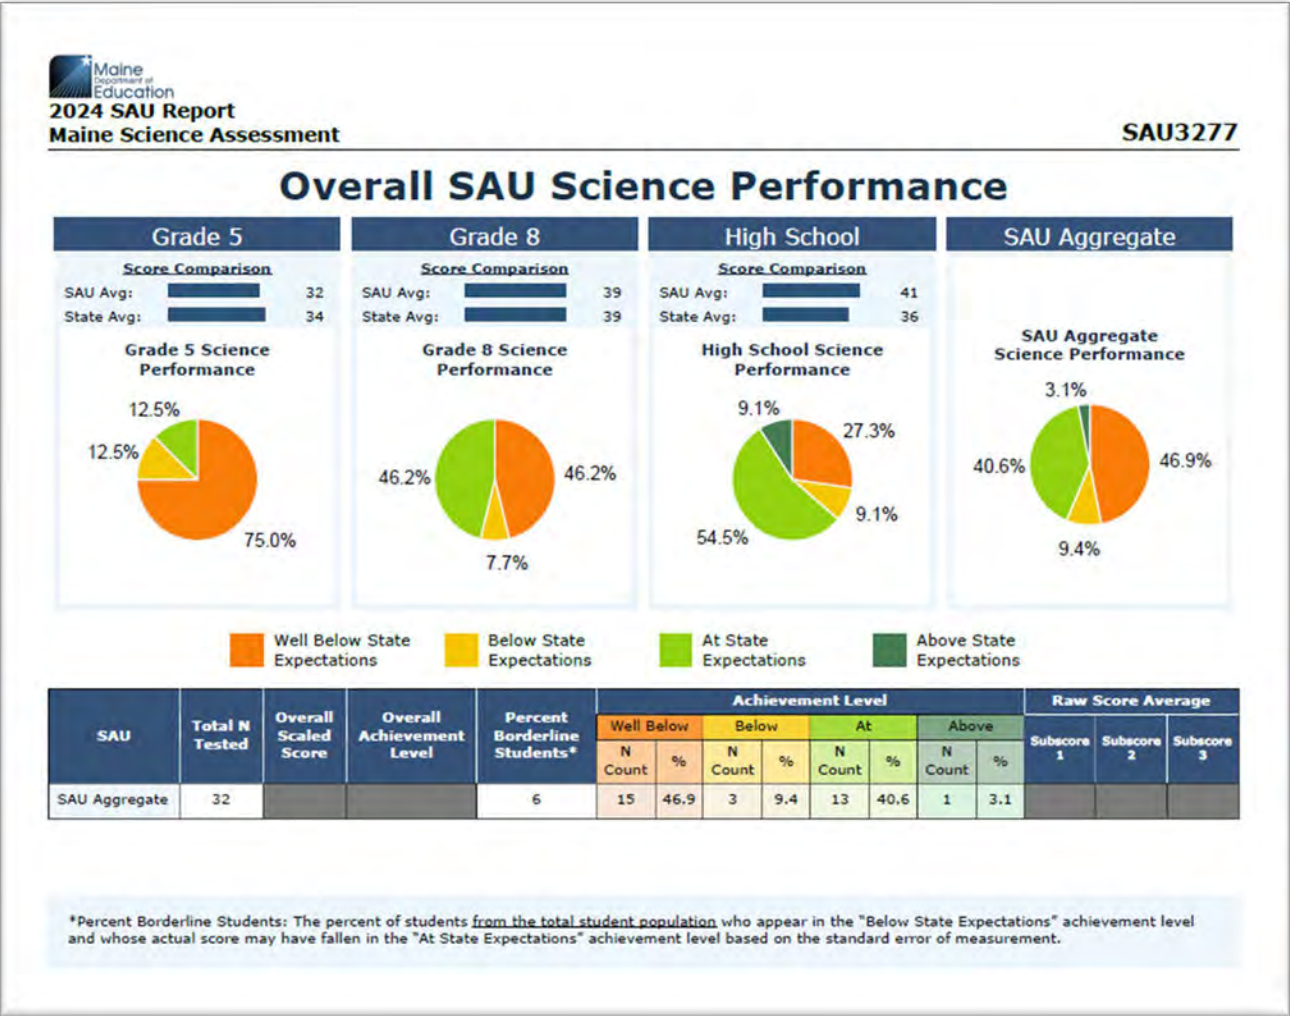 Maine
Department of
Education
2024 SAU Report
Maine Science Assessment
SAU3277
Overall SAU Science Performance
Grade 5
Score Comparison
SAU Avg: 32
State Avg: 34
Grade 5 Science
Performance
12.5%
12.5%
75.0%
Grade 8
Score Comparison
SAU Avg: 39
State Avg: 39
Grade 8 Science
Performance
46.2%
46.2%
7.7%
High School
Score Comparison
SAU Avg: 41
State Avg: 36
High School Science
Performance
9.1%
27.3%
9.1%
54.5%
SAU Aggregate
SAU Aggregate
Science Performance
3.1%
40.6%
46.9%
9.4%
Well Below State
Expectations
Below State
Expectations
At State
Expectations
Above State
Expectations
SAU
Total N
Tested
Overall
Scaled
Score
Overall
Achievement
Level
Percent
Borderline
Students*
Achievement Level
Well Below
Below
At
Above
N
Count
%
N
Count
%
N
Count
%
N
Count
%
Raw Score Average
Subscore
1
Subscore
2
Subscore
3
SAU Aggregate 32 6 15 46.9 3 9.4 13 40.6 1 3.1
*Percent Borderline Students: The percent of students from the total student population who appear in the "Below State Expectations" achievement level
and whose actual score may have fallen in the "At State Expectations" achievement level based on the standard error of measurement.